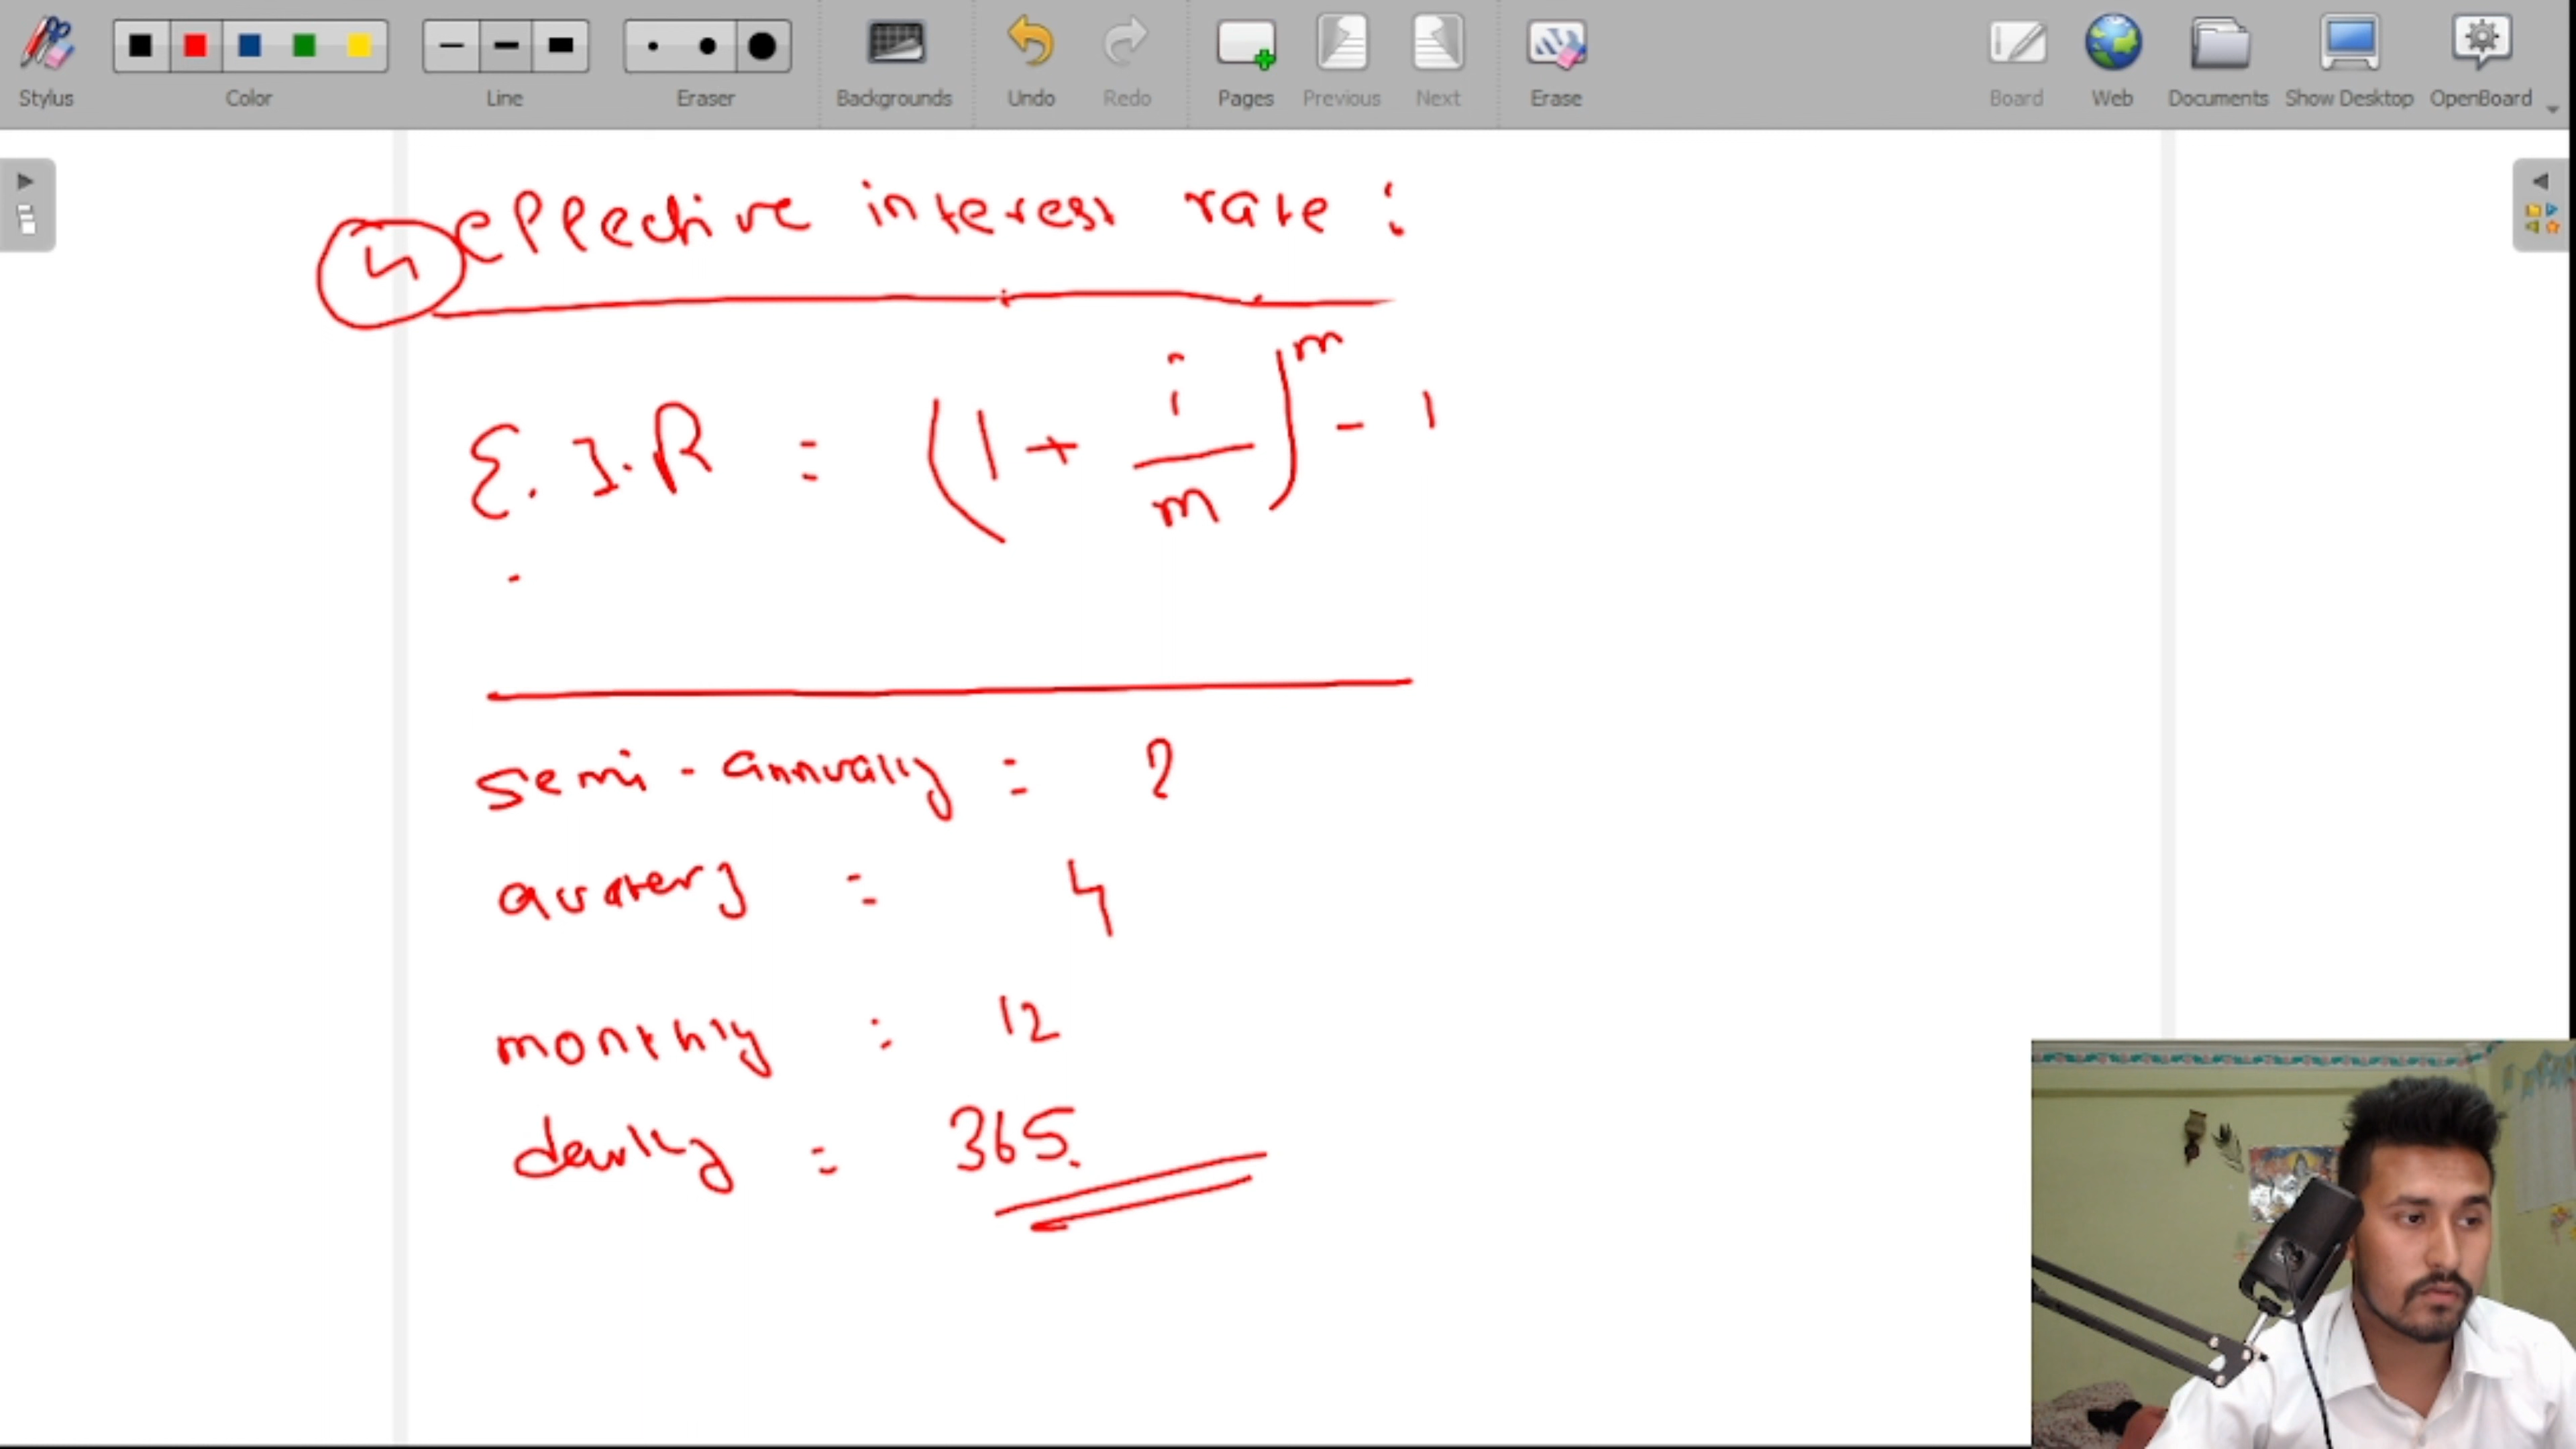 Stylus Color Line Eraser Backgrounds Undo Redo Pages Previous Next Erase Board Web Documents Show Desktop OpenBoard
4 effective interest rate :
E.I.R = (1 + i/m)^m - 1
semi-annually = 2
quaterly = 4
monthly = 12
daily = 365.